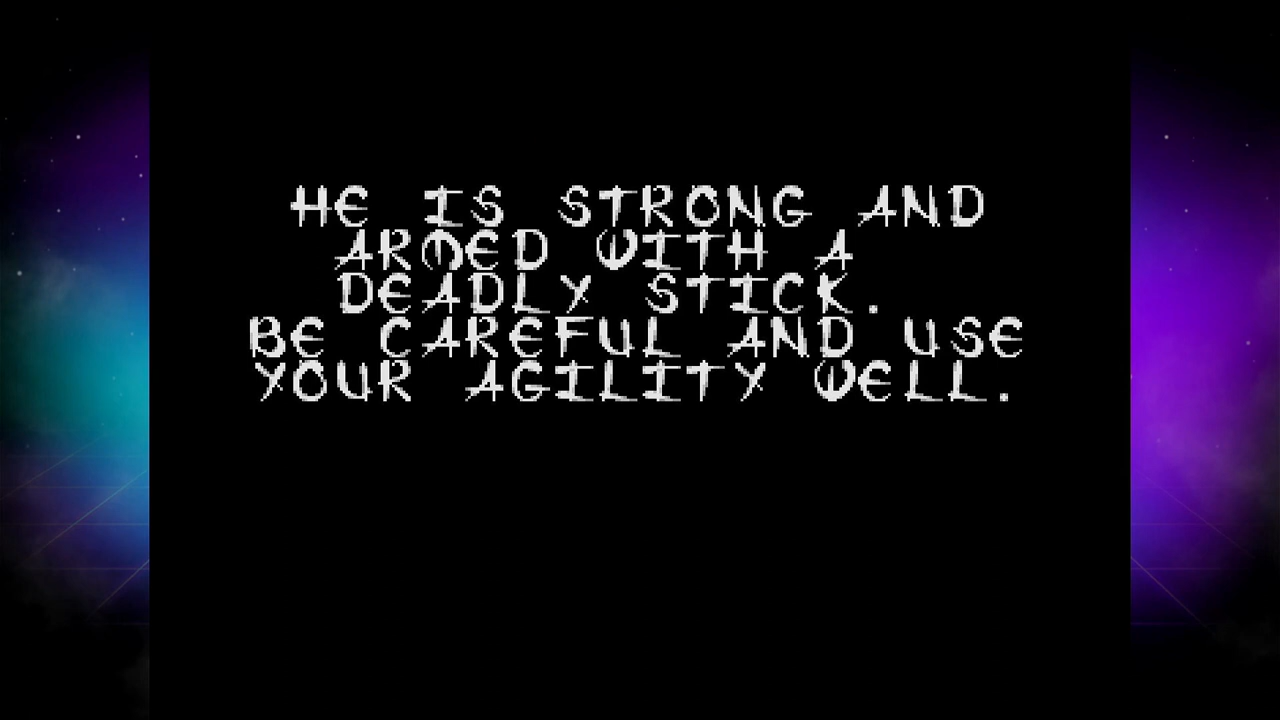 HE IS STRONG AND
ARMED WITH A
DEADLY STICK.
BE CAREFUL AND USE
YOUR AGILITY WELL.